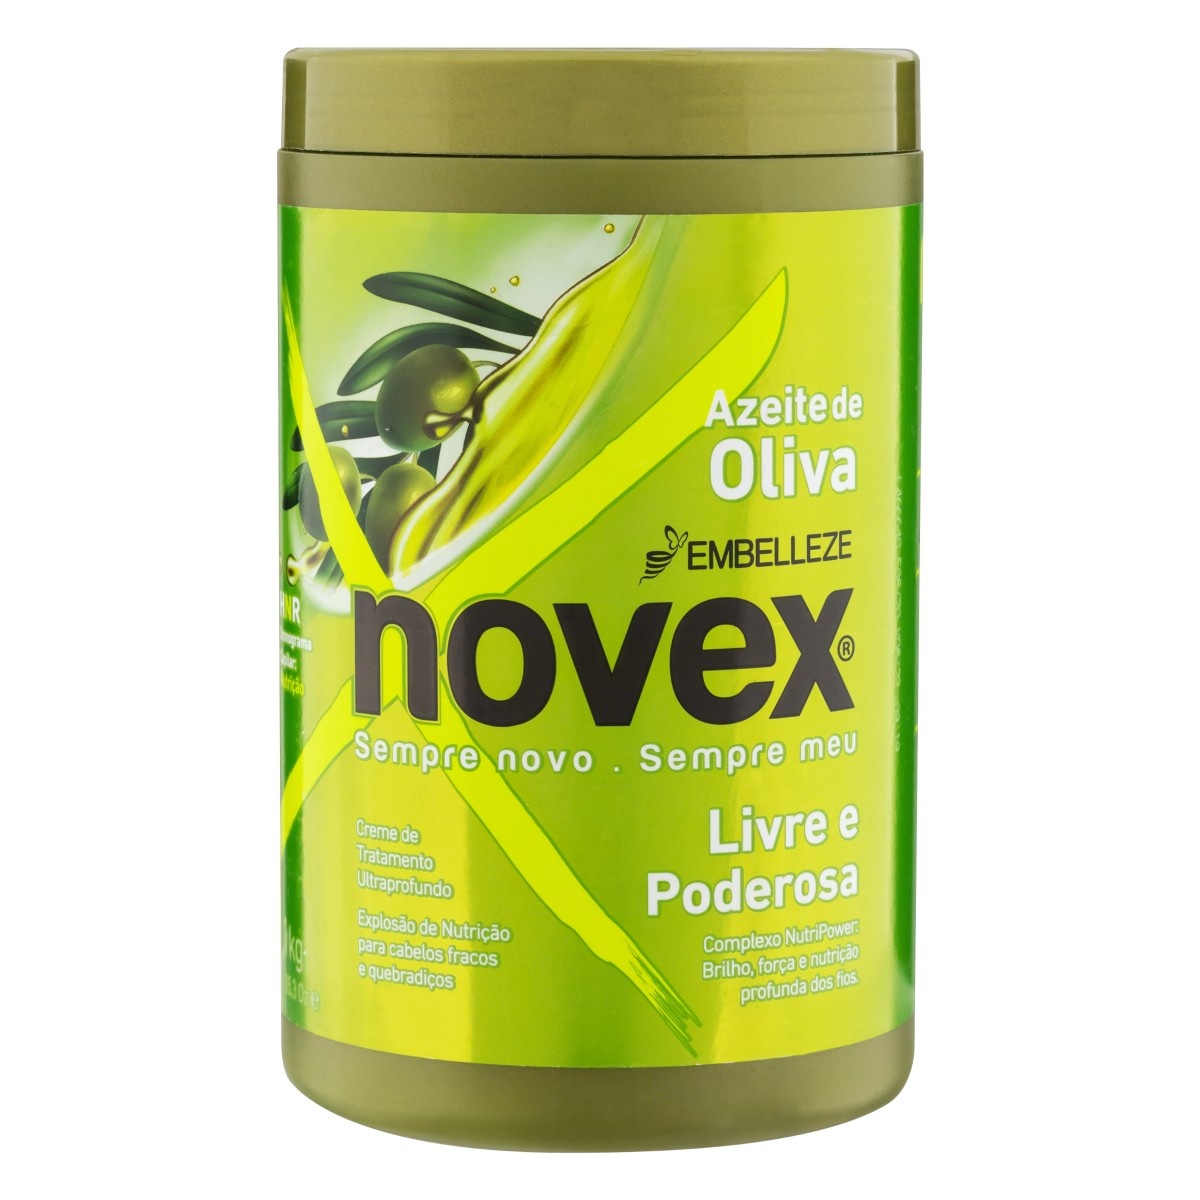 Azeite de
Oliva
EMBELLEZE
novex®
Sempre novo . Sempre meu
Livre e
Poderosa
Creme de
Tratamento
Ultraprofundo
Explosão de Nutrição
para cabelos fracos
e quebradiços
Complexo NutriPower:
Brilho, força e nutrição
profunda dos fios.
kg